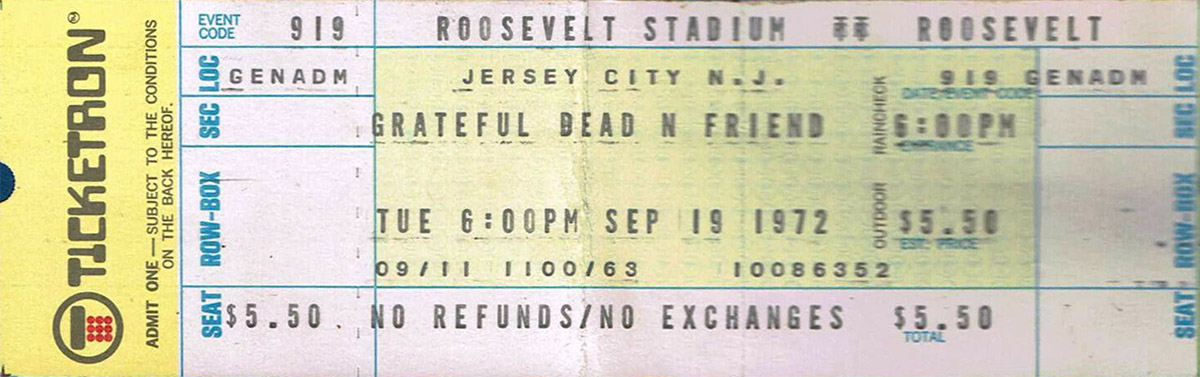 TICKETRON®
ADMIT ONE — SUBJECT TO THE CONDITIONS
ON THE BACK HEREOF.
EVENT CODE 919 ROOSEVELT STADIUM ROOSEVELT
SEC LOC GENADM JERSEY CITY N.J. 919 GENADM SEC LOC
DATE/EVENT CODE
GRATEFUL DEAD N FRIEND RAINCHECK 6:00PM
ROW-BOX TUE 6:00PM SEP 19 1972 OUTDOOR $5.50 ROW-BOX
EST. PRICE
09/11 1100/63 10086352
SEAT $5.50 NO REFUNDS/NO EXCHANGES $5.50 SEAT
TOTAL